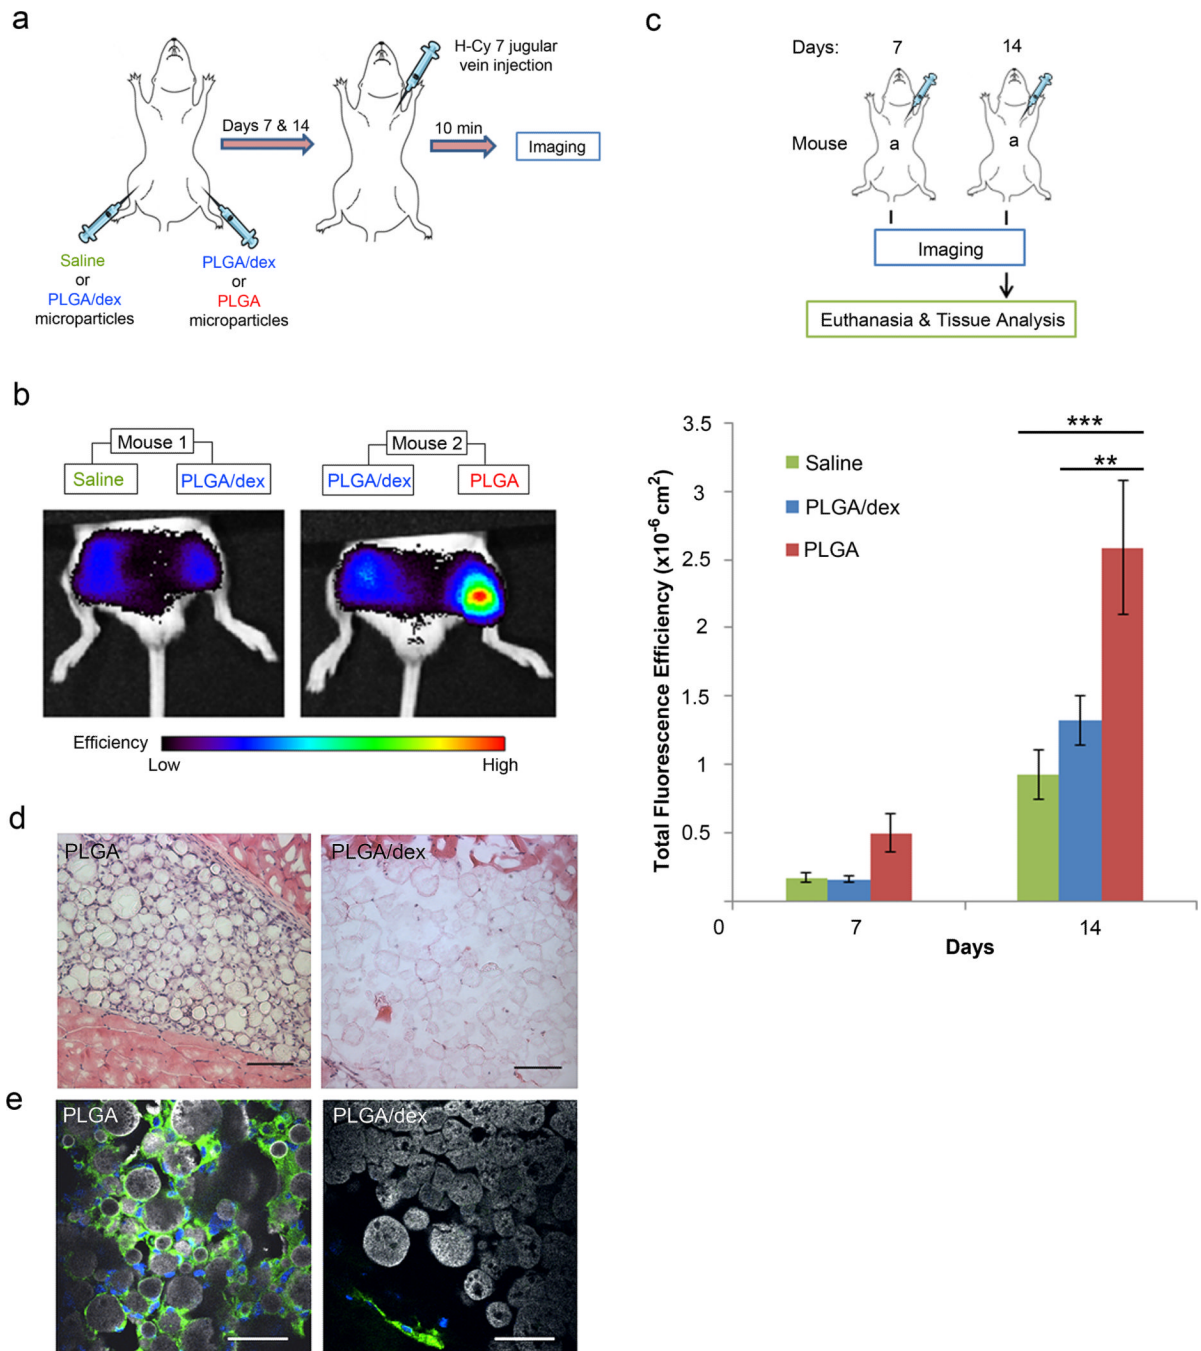 a
H-Cy 7 jugular
vein injection
Days 7 & 14
10 min
Imaging
Saline
or
PLGA/dex
microparticles
PLGA/dex
or
PLGA
microparticles
c
Days:
7
14
Mouse
a
a
Imaging
Euthanasia & Tissue Analysis
b
Mouse 1
Saline
PLGA/dex
Mouse 2
PLGA/dex
PLGA
Efficiency
Low
High
Total Fluorescence Efficiency (x10⁻⁶ cm²)
3.5
3
2.5
2
1.5
1
0.5
0
Saline
PLGA/dex
PLGA
***
**
7
14
Days
d
PLGA
PLGA/dex
e
PLGA
PLGA/dex